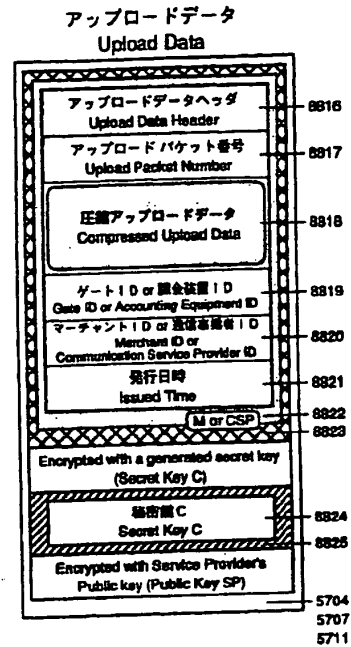 アップロードデータ
Upload Data
アップロードデータヘッダ
Upload Data Header
8816
アップロード パケット番号
Upload Packet Number
8817
圧縮アップロードデータ
Compressed Upload Data
8818
ゲートID or 課金装置ID
Gate ID or Accounting Equipment ID
8819
マーチャントID or 通信事業者ID
Merchant ID or
Communication Service Provider ID
8820
発行日時
Issued Time
8821
M or CSP
8822
8823
Encrypted with a generated secret key
(Secret Key C)
秘密鍵C
Secret Key C
8824
8825
Encrypted with Service Provider's
Public key (Public Key SP)
5704
5707
5711